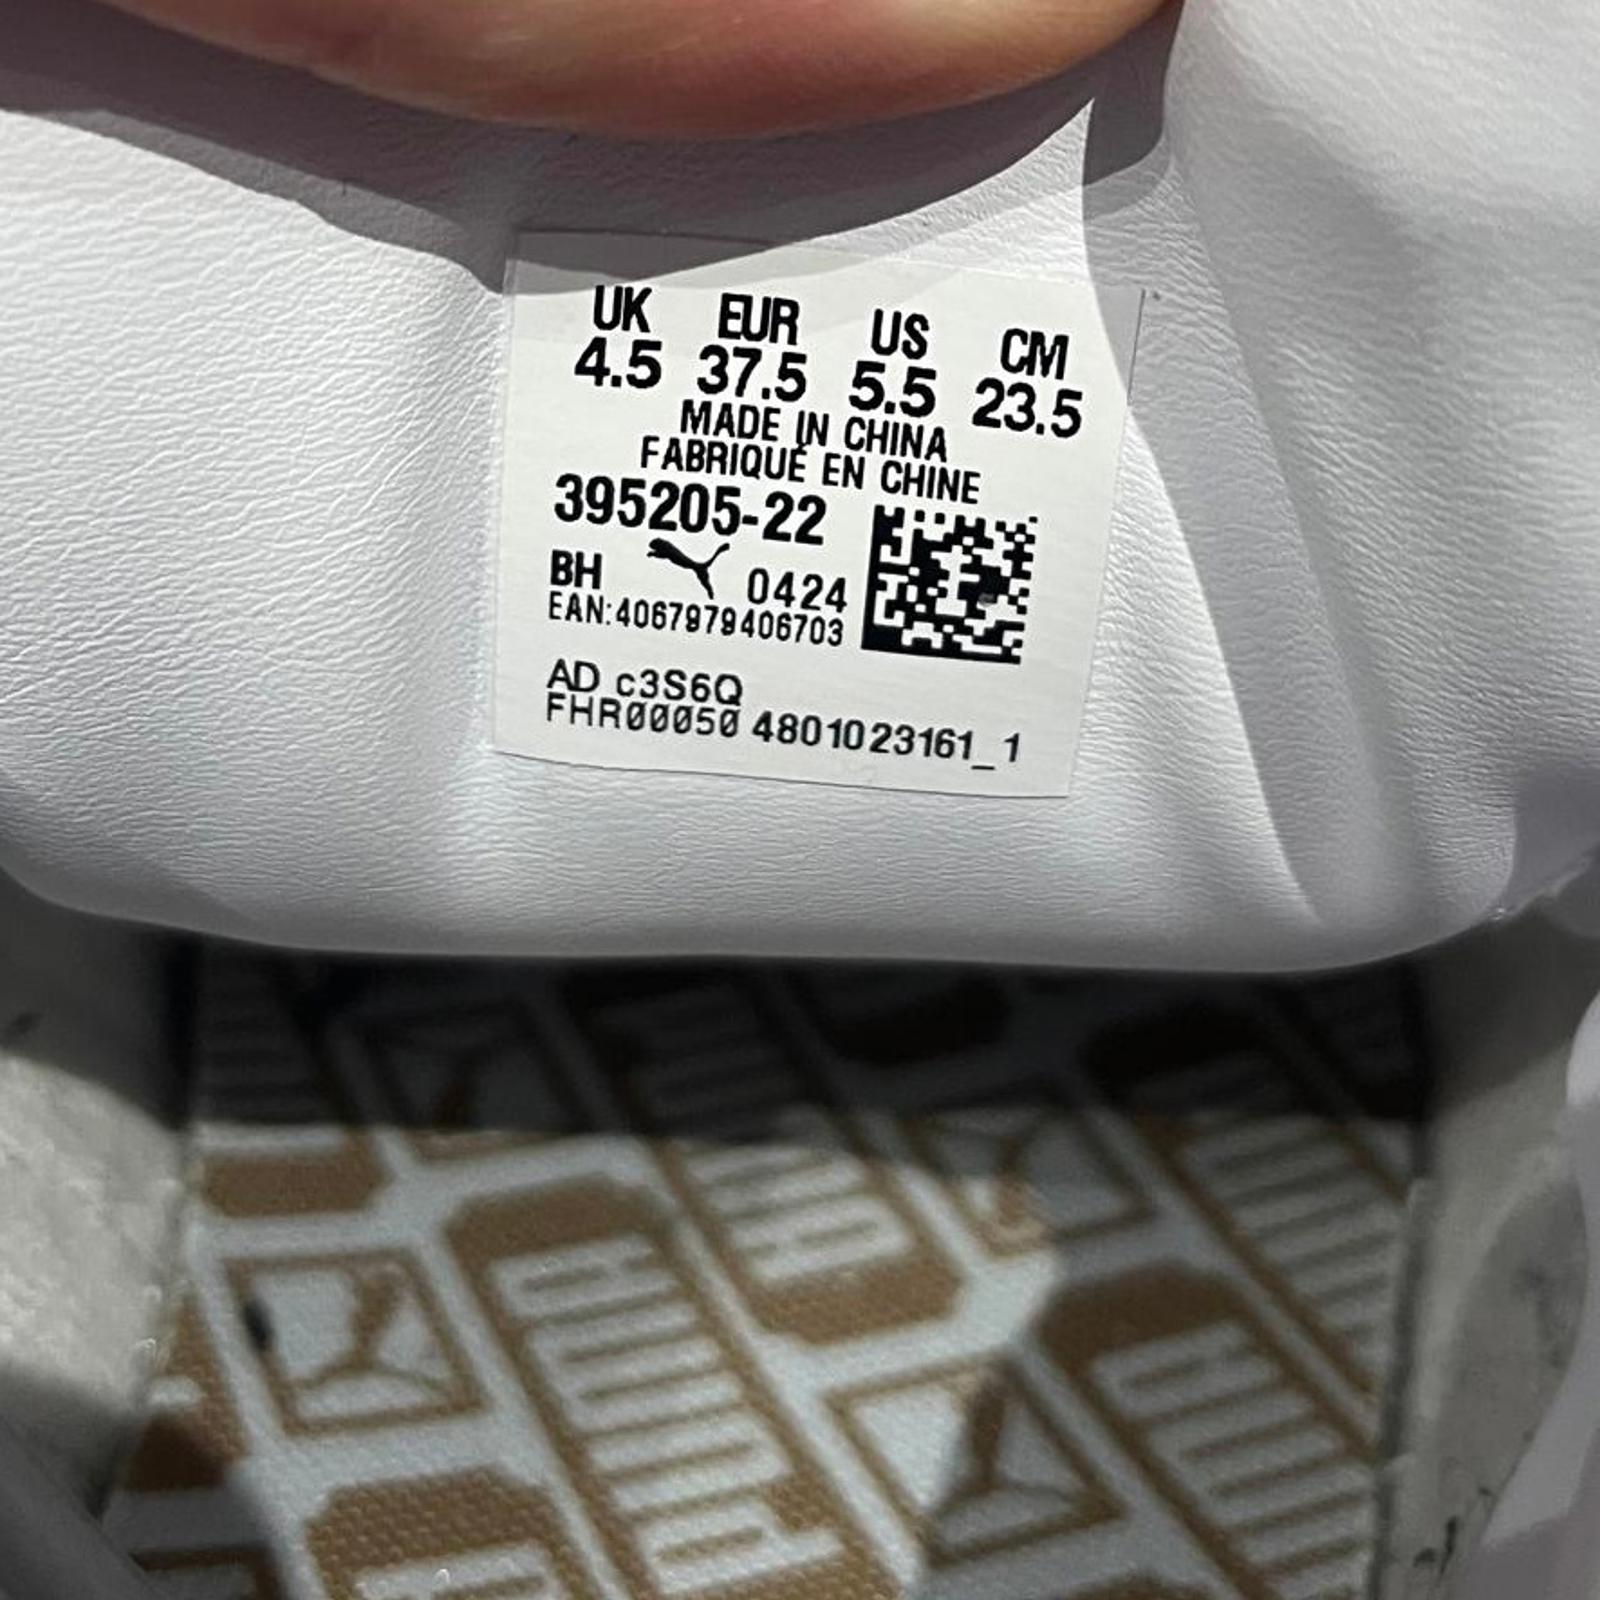 UK EUR US CM
4.5 37.5 5.5 23.5
MADE IN CHINA
FABRIQUÉ EN CHINE
395205-22
BH 0424
EAN:4067979406703
AD c3S6Q
FHR00050 4801023161_1